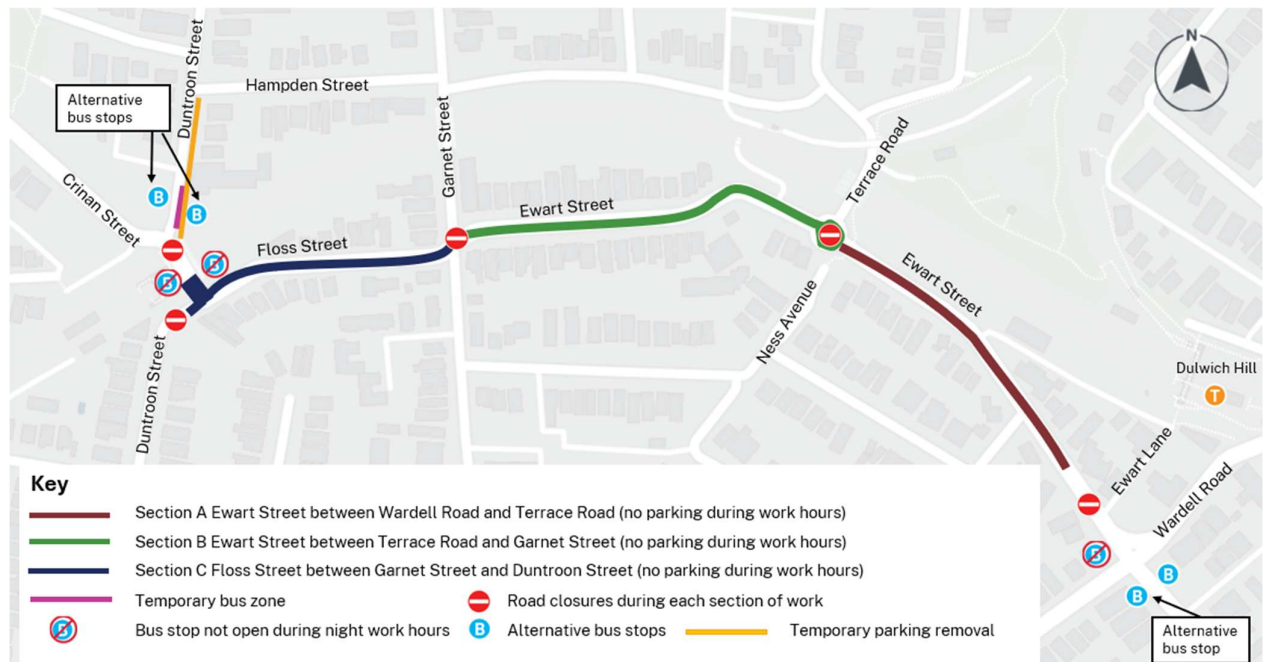 N
Duntroon Street
Hampden Street
Alternative
bus stops
Garnet Street
Terrace Road
B
B
Crinan Street
Ewart Street
Floss Street
B
B
Ewart Street
Ness Avenue
Duntroon Street
Dulwich Hill
T
Ewart Lane
Wardell Road
B
B
B
Alternative
bus stop
Key
Section A Ewart Street between Wardell Road and Terrace Road (no parking during work hours)
Section B Ewart Street between Terrace Road and Garnet Street (no parking during work hours)
Section C Floss Street between Garnet Street and Duntroon Street (no parking during work hours)
Temporary bus zone
Road closures during each section of work
B
Bus stop not open during night work hours
B
Alternative bus stops
Temporary parking removal